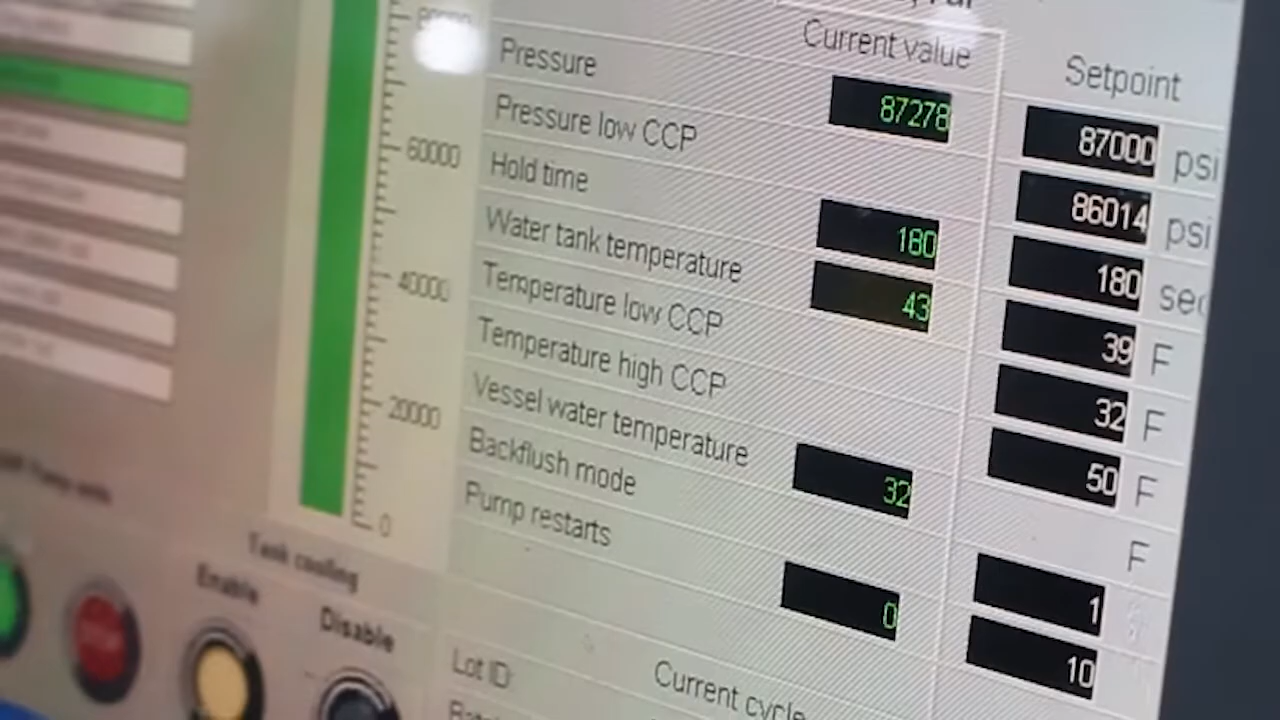 Current value
Setpoint
Pressure 87278 87000 psi
Pressure low CCP 86014 psi
Hold time 180 180 sec
Water tank temperature 43 39 F
Temperature low CCP 32 F
Temperature high CCP 50 F
Vessel water temperature 32 F
Backflush mode 1
Pump restarts 0 10
80000
60000
40000
20000
0
Tank cooling
Enable
Disable
STOP
Lot ID
Current cycle